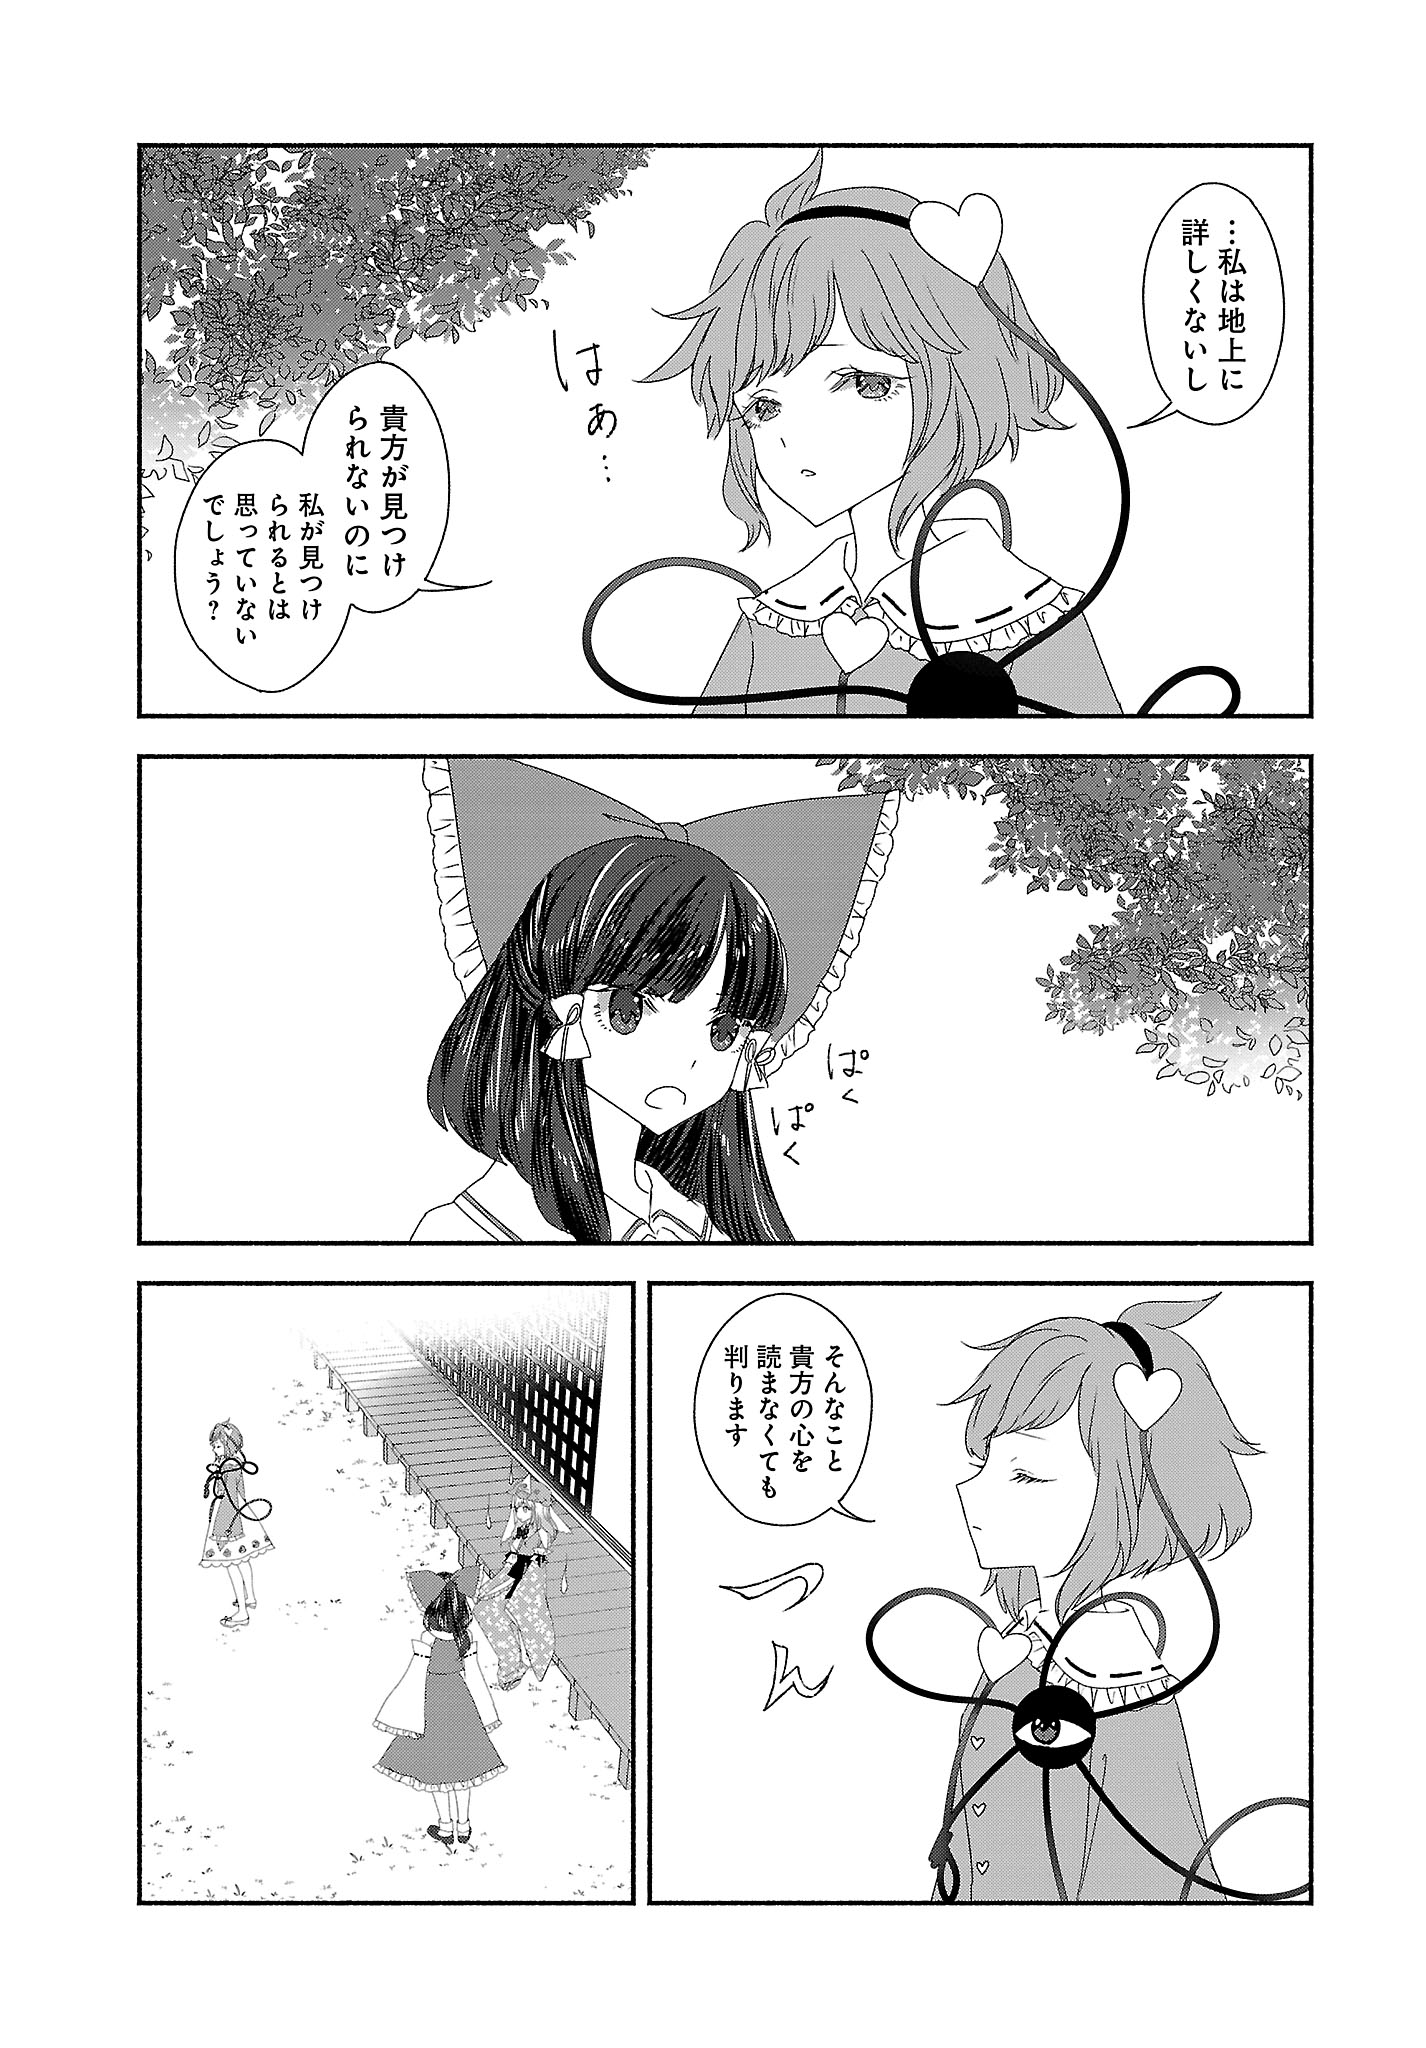 …私は地上に
詳しくないし
はぁ…
貴方が見つけ
られないのに
私が見つけ
られるとは
思っていない
でしょう？
ぱく
ぱく
そんなこと
貴方の心を
読まなくても
判ります
つん